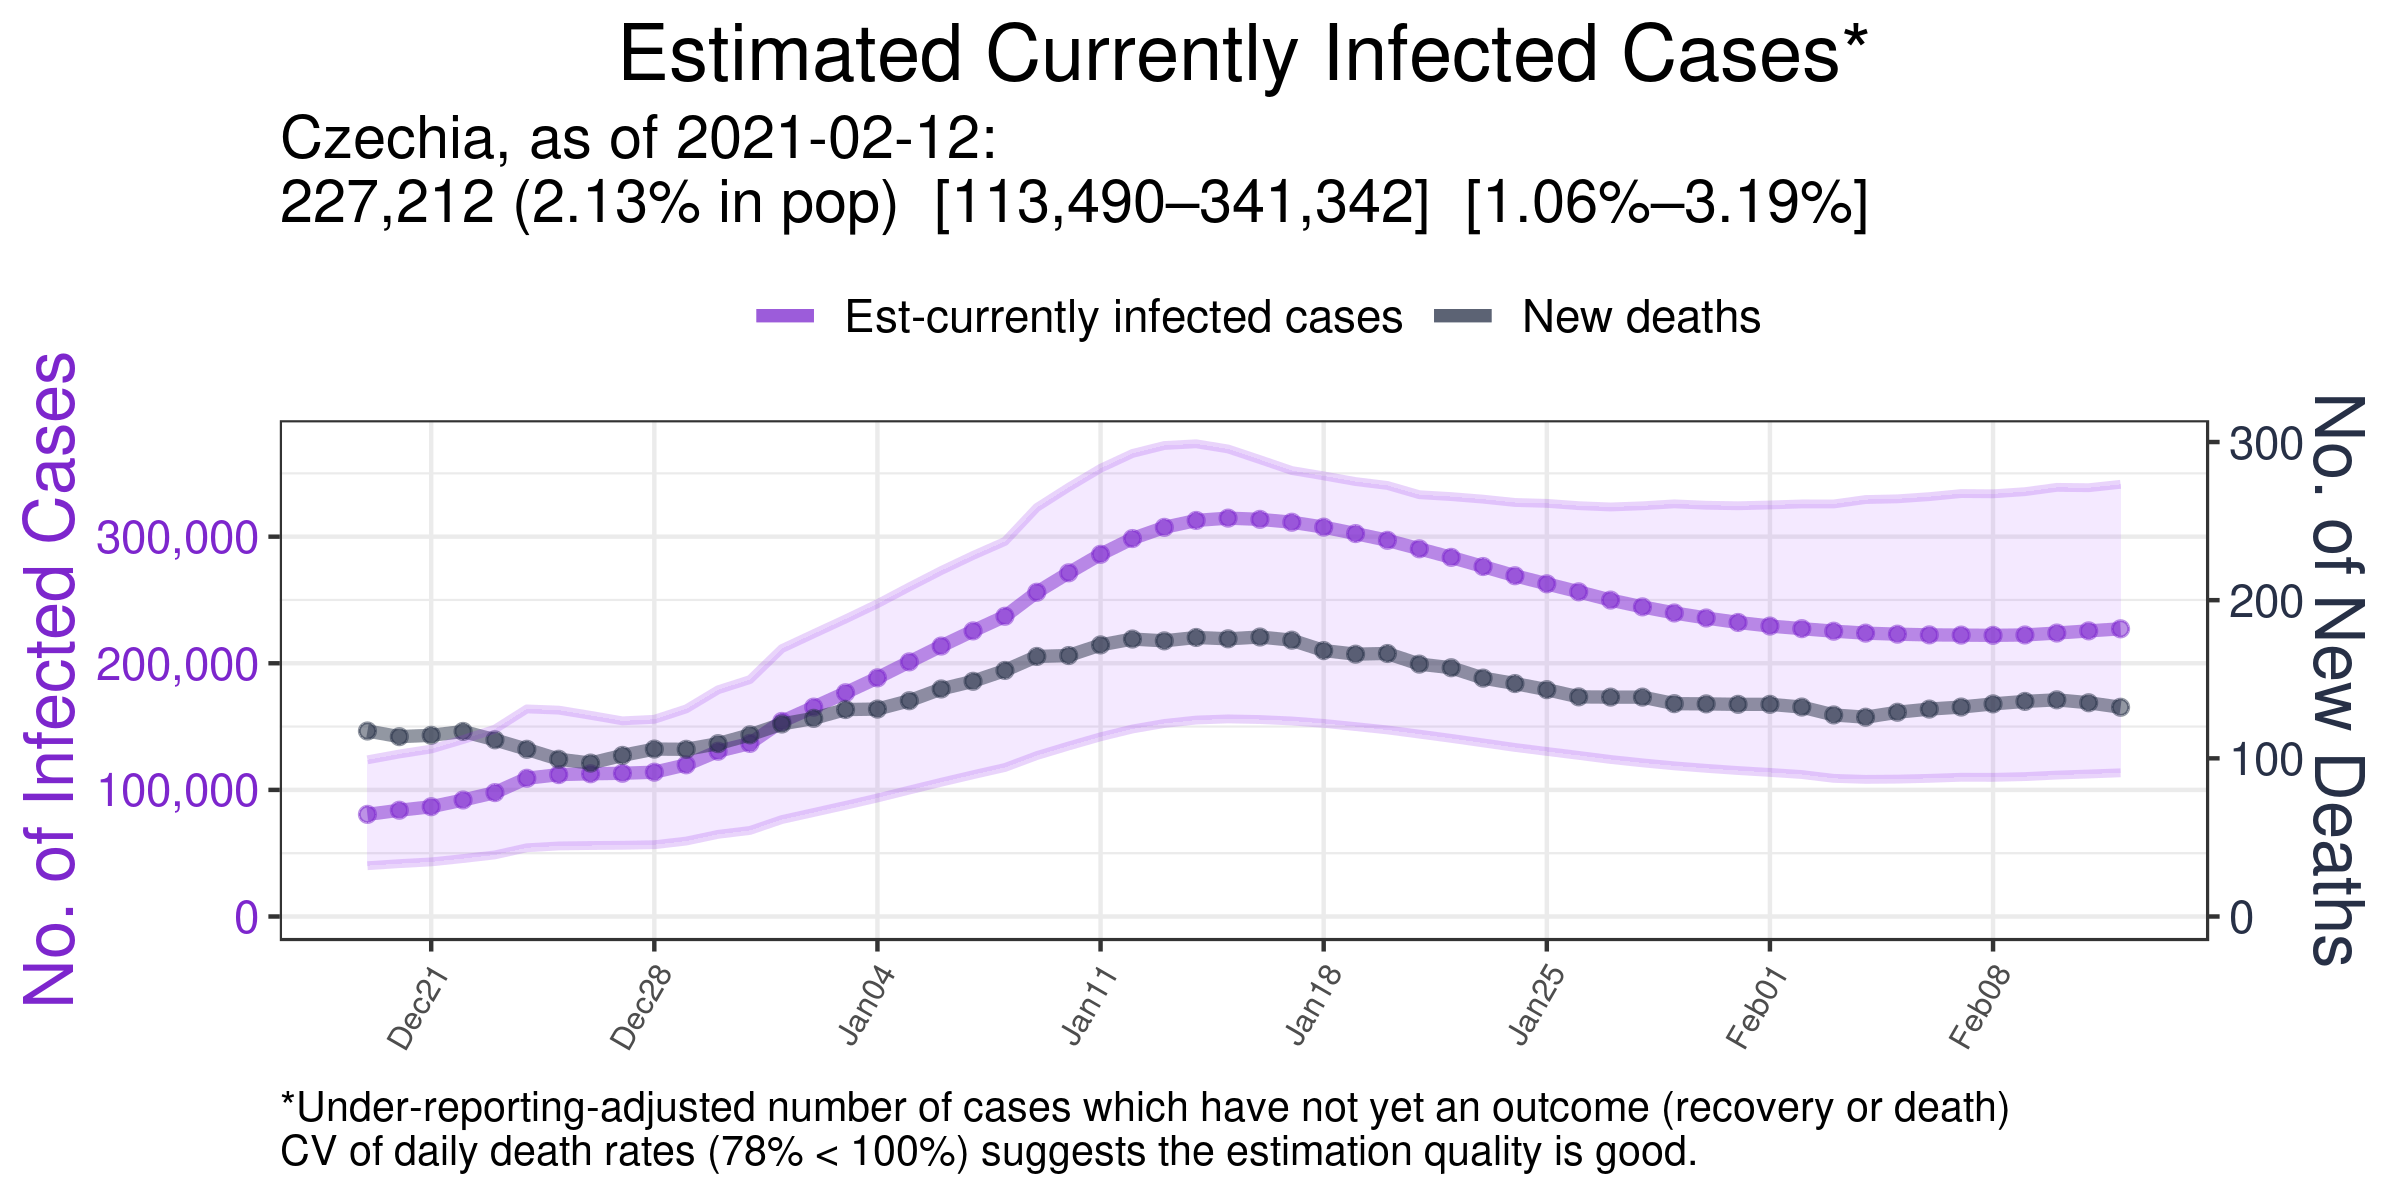 Estimated Currently Infected Cases*
Czechia, as of 2021-02-12:
227,212 (2.13% in pop) [113,490–341,342] [1.06%–3.19%]
Est-currently infected cases
New deaths
No. of Infected Cases
300,000
200,000
100,000
0
300
200
100
0
No. of New Deaths
Dec21
Dec28
Jan04
Jan11
Jan18
Jan25
Feb01
Feb08
*Under-reporting-adjusted number of cases which have not yet an outcome (recovery or death)
CV of daily death rates (78% < 100%) suggests the estimation quality is good.